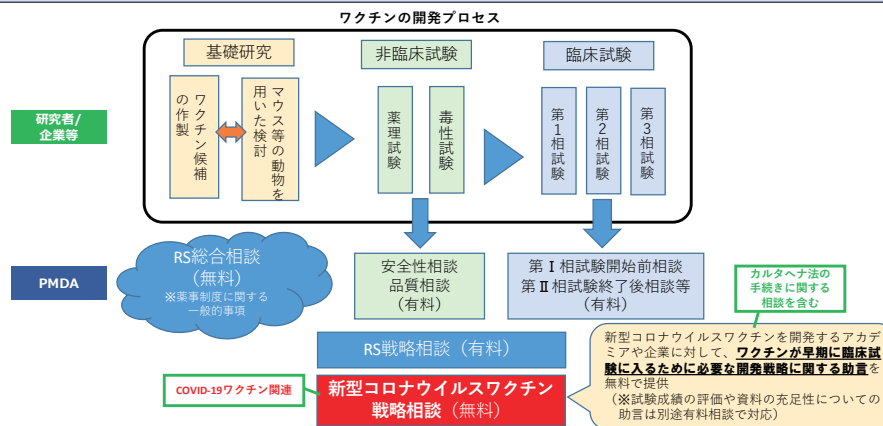 ワクチンの開発プロセス
基礎研究
非臨床試験
臨床試験
研究者/
企業等
ワクチン候補
の作製
マウス等の動物を
用いた検討
薬理試験
毒性試験
第1相試験
第2相試験
第3相試験
PMDA
RS総合相談
(無料)
※薬事制度に関する
一般的事項
安全性相談
品質相談
(有料)
第Ⅰ相試験開始前相談
第Ⅱ相試験終了後相談等
(有料)
カルタヘナ法の
手続きに関する
相談を含む
RS戦略相談(有料)
COVID-19ワクチン関連
新型コロナウイルスワクチン
戦略相談(無料)
新型コロナウイルスワクチンを開発するアカデ
ミアや企業に対して、ワクチンが早期に臨床試
験に入るために必要な開発戦略に関する助言を
無料で提供
(※試験成績の評価や資料の充足性についての
助言は別途有料相談で対応)